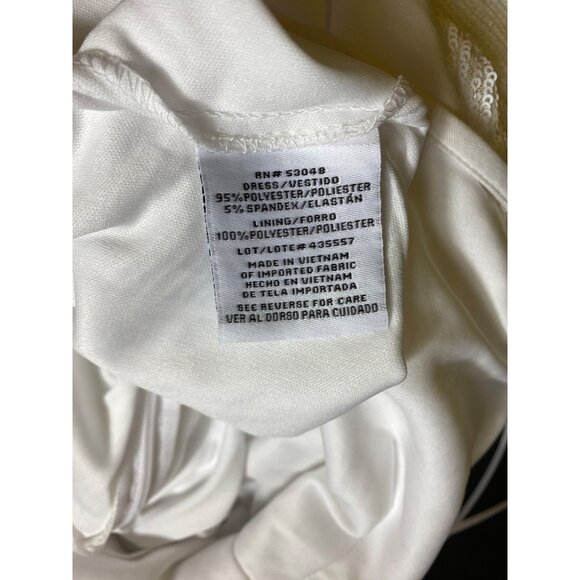 RN# 53048
DRESS/VESTIDO
95%POLYESTER/POLIESTER
5%SPANDEX/ELASTÁN
LINING/FORRO
100%POLYESTER/POLIESTER
LOT/LOTE# 435557
MADE IN VIETNAM
OF IMPORTED FABRIC
HECHO EN VIETNAM
DE TELA IMPORTADA
SEE REVERSE FOR CARE
VER AL DORSO PARA CUIDADO